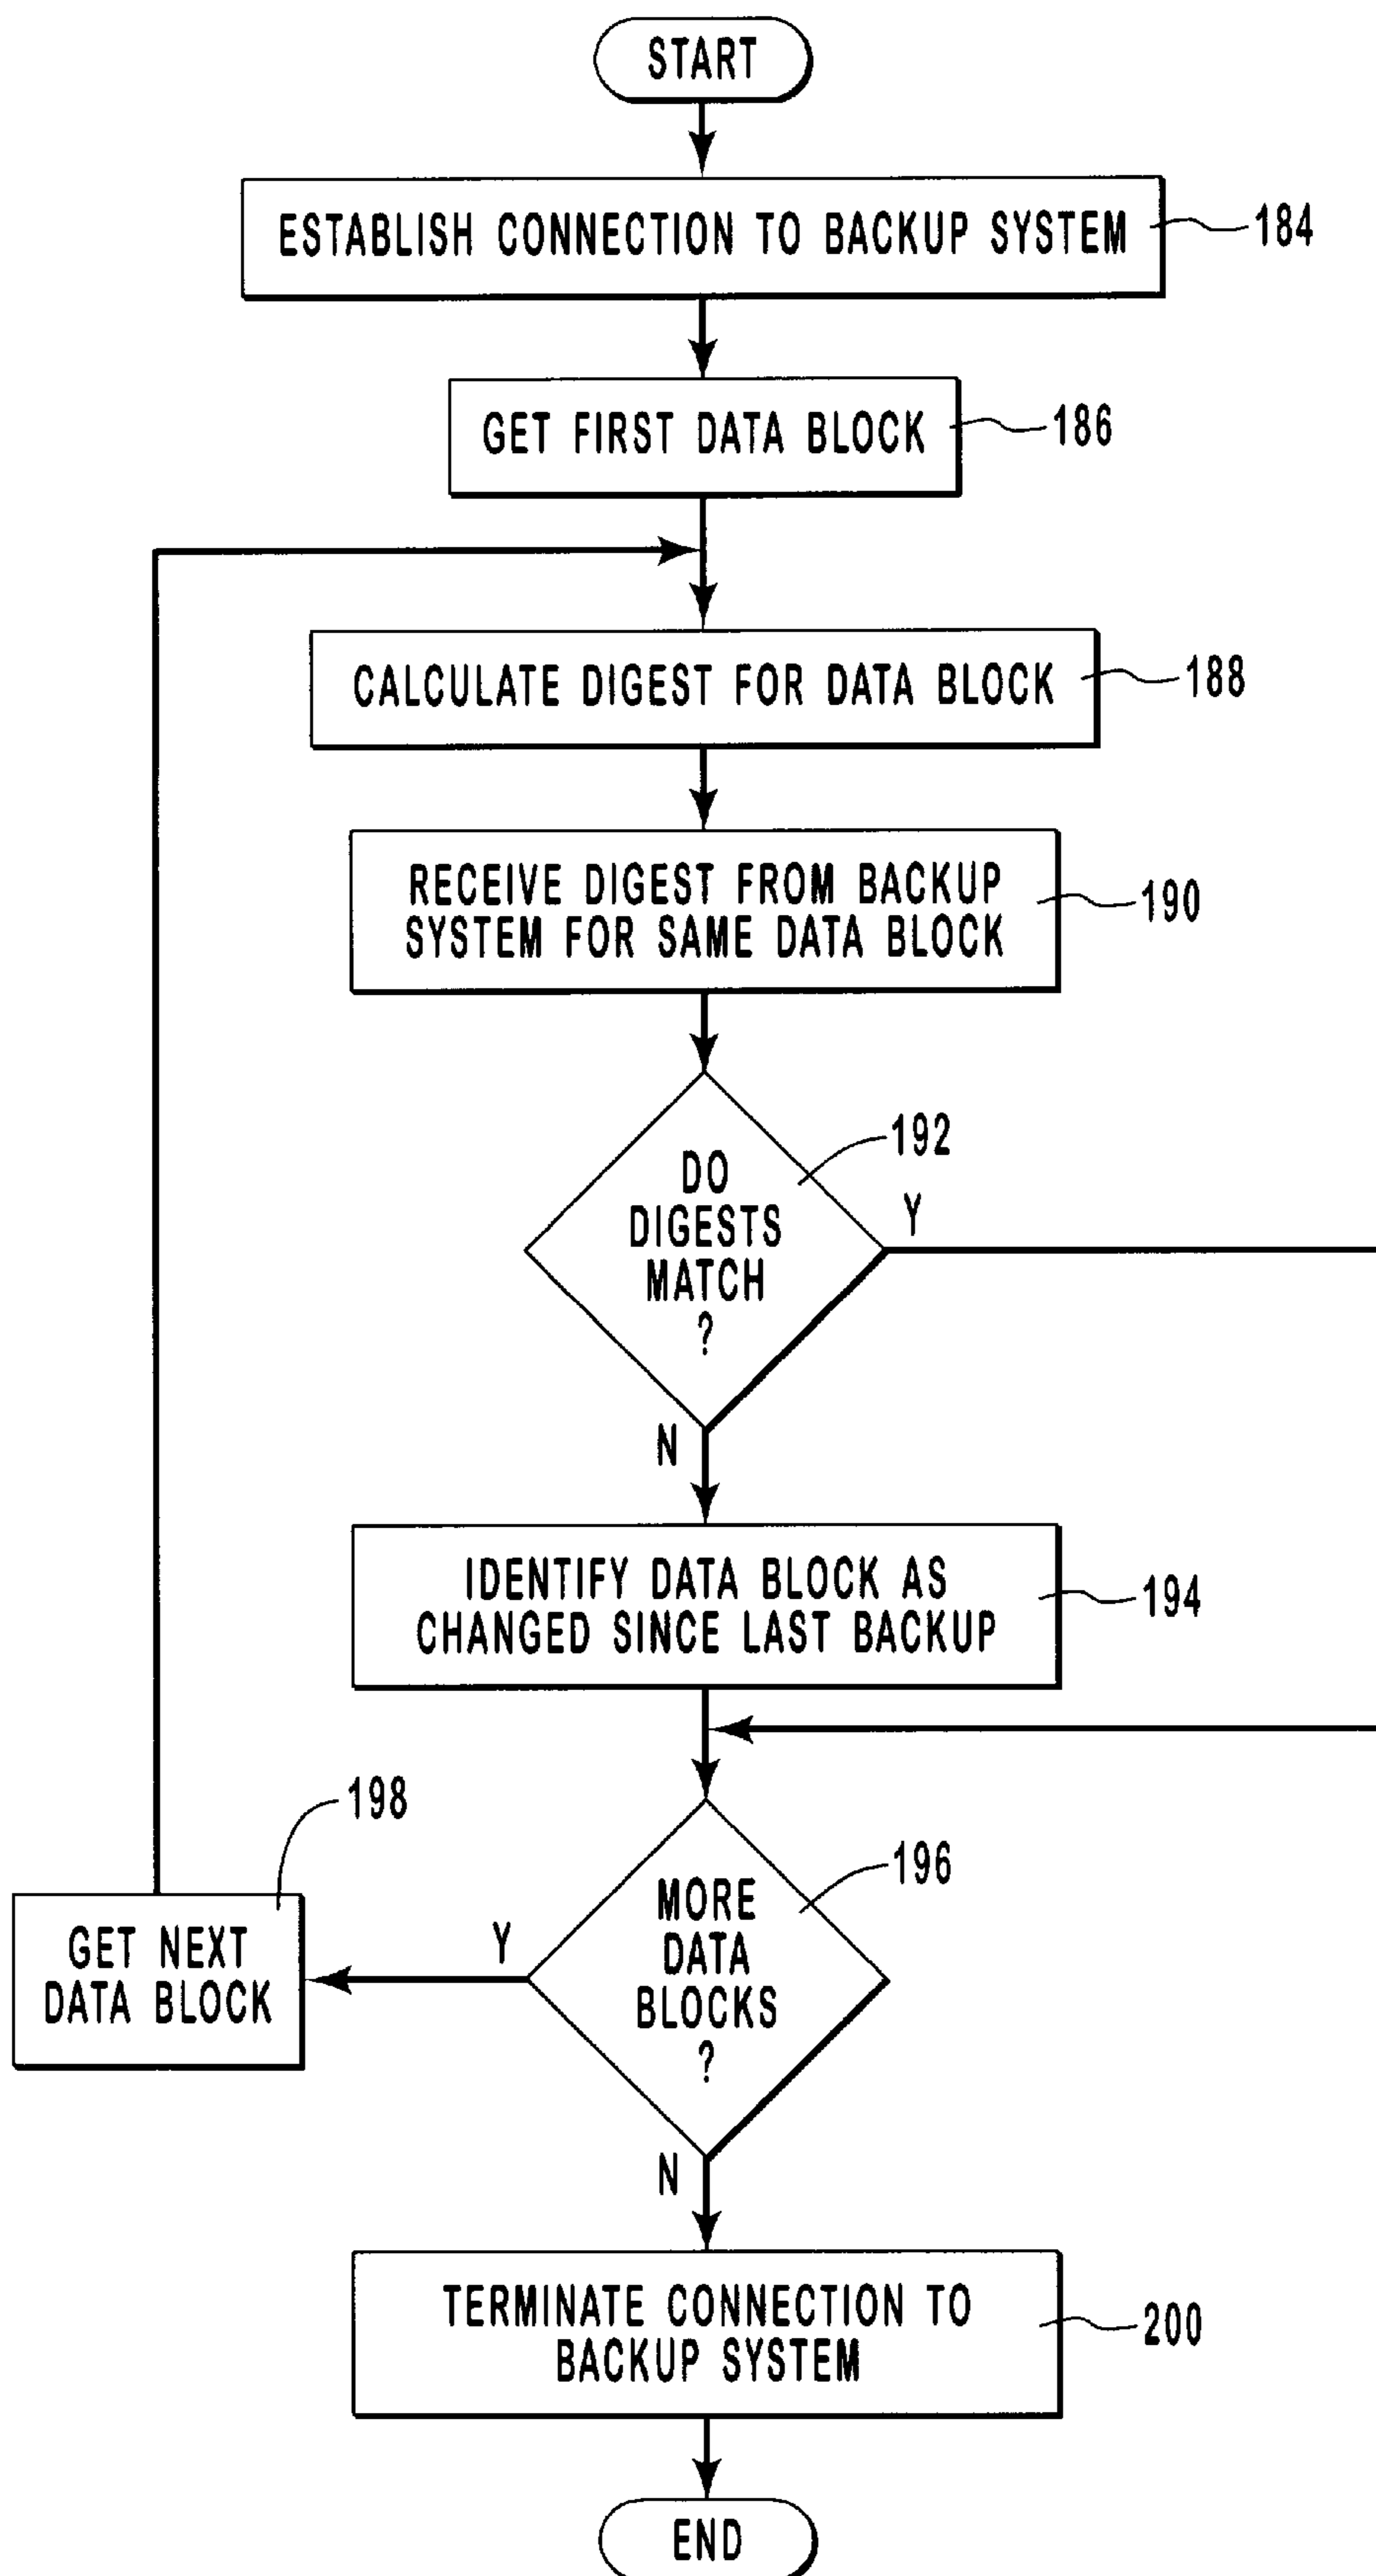 START
ESTABLISH CONNECTION TO BACKUP SYSTEM
184
GET FIRST DATA BLOCK
186
CALCULATE DIGEST FOR DATA BLOCK
188
RECEIVE DIGEST FROM BACKUP
SYSTEM FOR SAME DATA BLOCK
190
192
DO
DIGESTS
MATCH
?
Y
N
IDENTIFY DATA BLOCK AS
CHANGED SINCE LAST BACKUP
194
198
196
MORE
DATA
BLOCKS
?
Y
GET NEXT
DATA BLOCK
N
TERMINATE CONNECTION TO
BACKUP SYSTEM
200
END